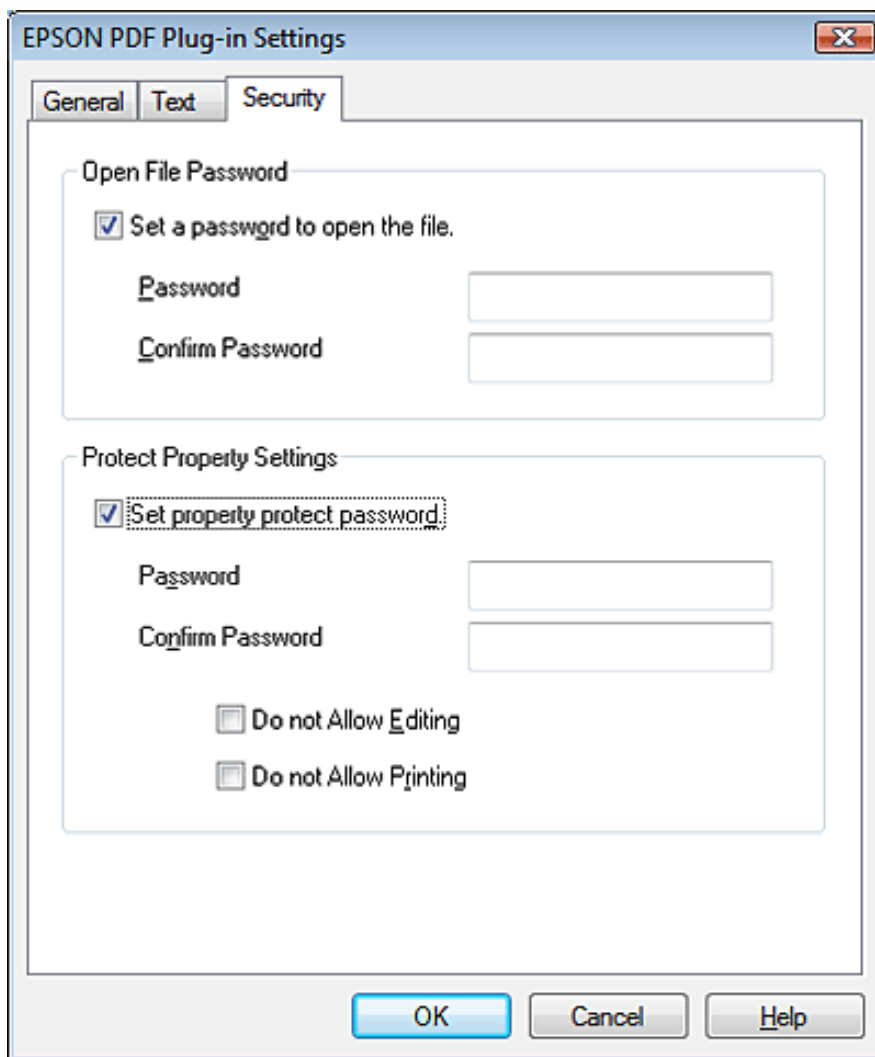 EPSON PDF Plug-in Settings
General Text Security
Open File Password
Set a password to open the file.
Password
Confirm Password
Protect Property Settings
Set property protect password.
Password
Confirm Password
Do not Allow Editing
Do not Allow Printing
OK Cancel Help